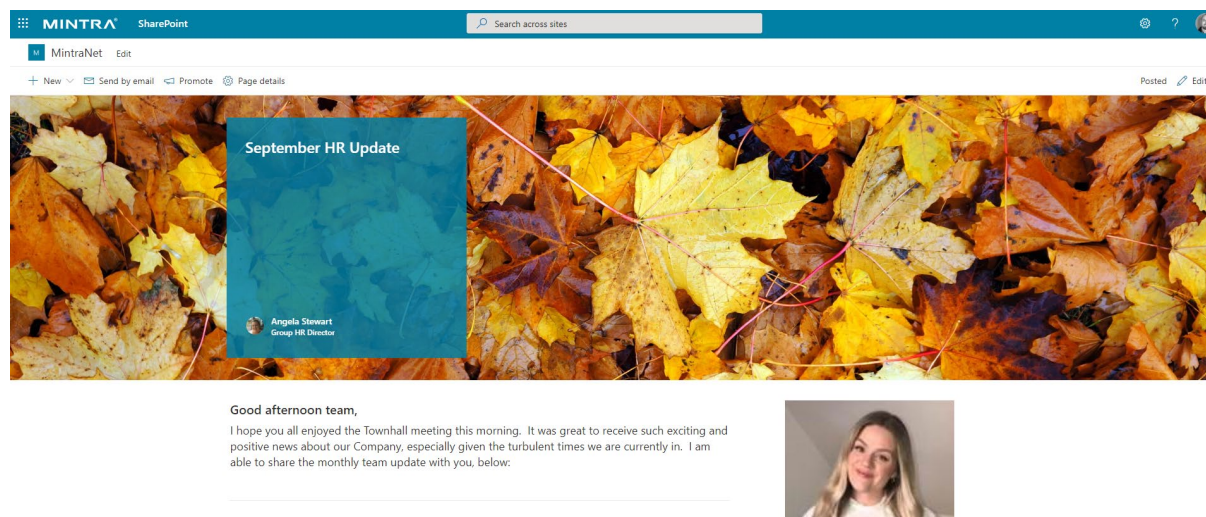 MINTRA SharePoint Search across sites ?
M MintraNet Edit
+ New Send by email Promote Page details Posted Edit
September HR Update
Angela Stewart
Group HR Director
Good afternoon team,
I hope you all enjoyed the Townhall meeting this morning. It was great to receive such exciting and
positive news about our Company, especially given the turbulent times we are currently in. I am
able to share the monthly team update with you, below: